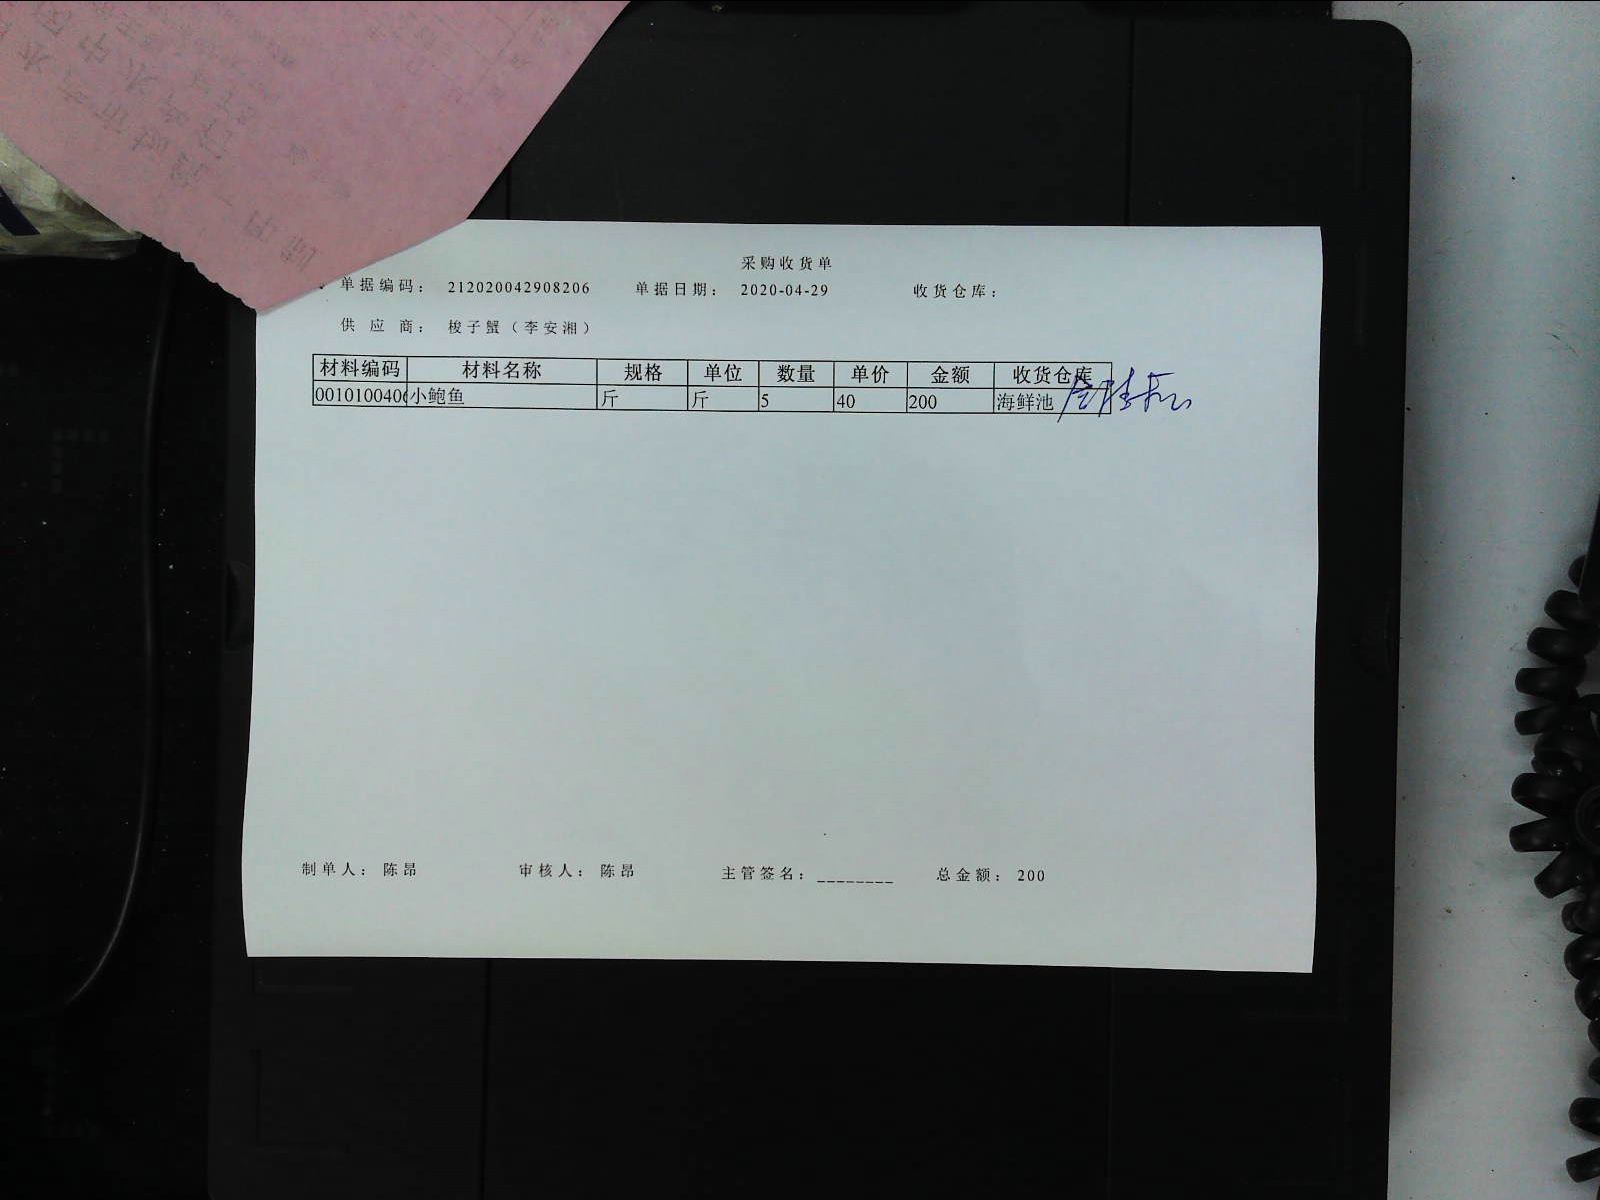 采购收货单
单据编码： 212020042908206 单据日期： 2020-04-29 收货仓库：
供应商： 梭子蟹（李安湘）
材料编码 材料名称 规格 单位 数量 单价 金额 收货仓库
0010100406 小鲍鱼 斤 斤 5 40 200 海鲜池
制单人： 陈昂 审核人： 陈昂 主管签名：________ 总金额： 200